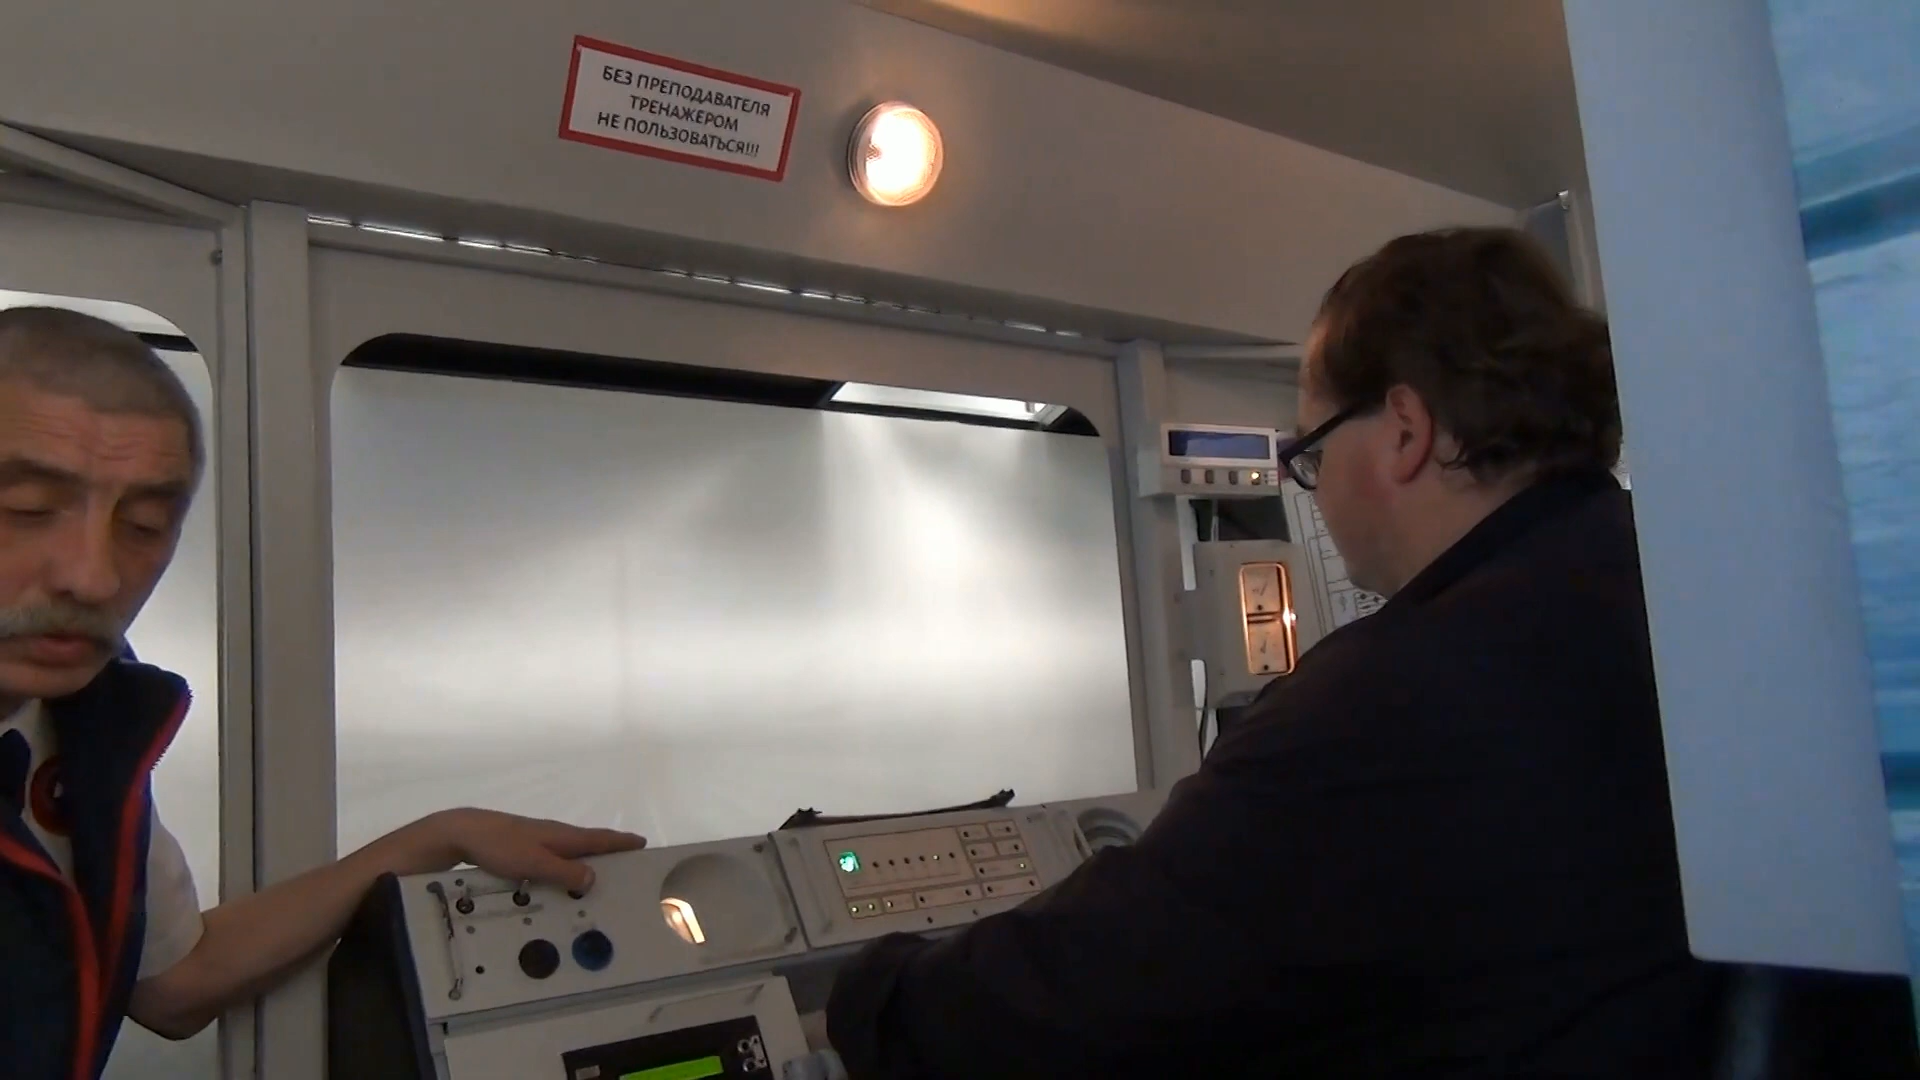 БЕЗ ПРЕПОДАВАТЕЛЯ
ТРЕНАЖЕРОМ
НЕ ПОЛЬЗОВАТЬСЯ!!!